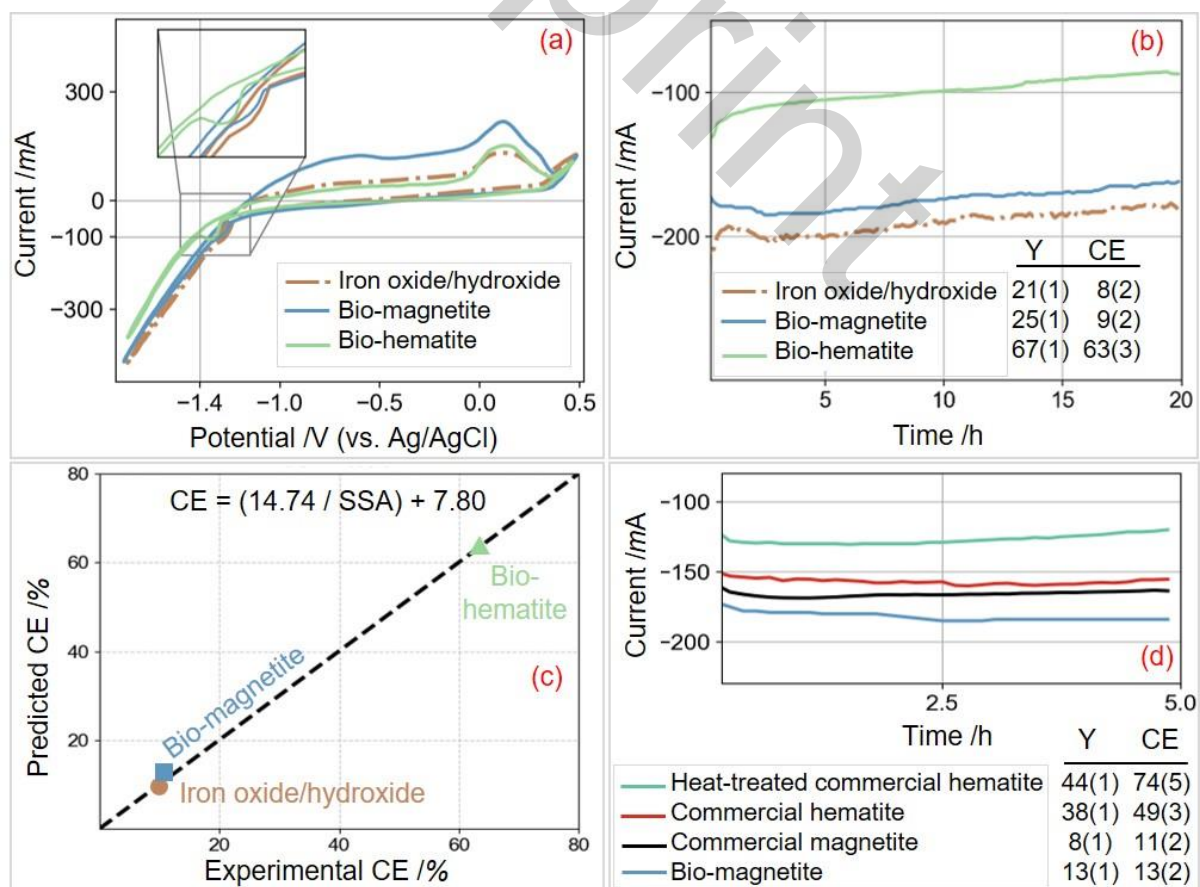 (a)
300
0
−100
−300
Current /mA
Iron oxide/hydroxide
Bio-magnetite
Bio-hematite
−1.4
−1.0
−0.5
0.0
0.5
Potential /V (vs. Ag/AgCl)
(b)
−100
−200
Current /mA
Y CE
Iron oxide/hydroxide 21(1) 8(2)
Bio-magnetite 25(1) 9(2)
Bio-hematite 67(1) 63(3)
5
10
15
20
Time /h
80
60
40
20
Predicted CE /%
CE = (14.74 / SSA) + 7.80
Bio-
hematite
Bio-magnetite
(c)
Iron oxide/hydroxide
20
40
60
80
Experimental CE /%
−100
−150
−200
Current /mA
(d)
2.5
5.0
Time /h
Y CE
Heat-treated commercial hematite 44(1) 74(5)
Commercial hematite 38(1) 49(3)
Commercial magnetite 8(1) 11(2)
Bio-magnetite 13(1) 13(2)
print